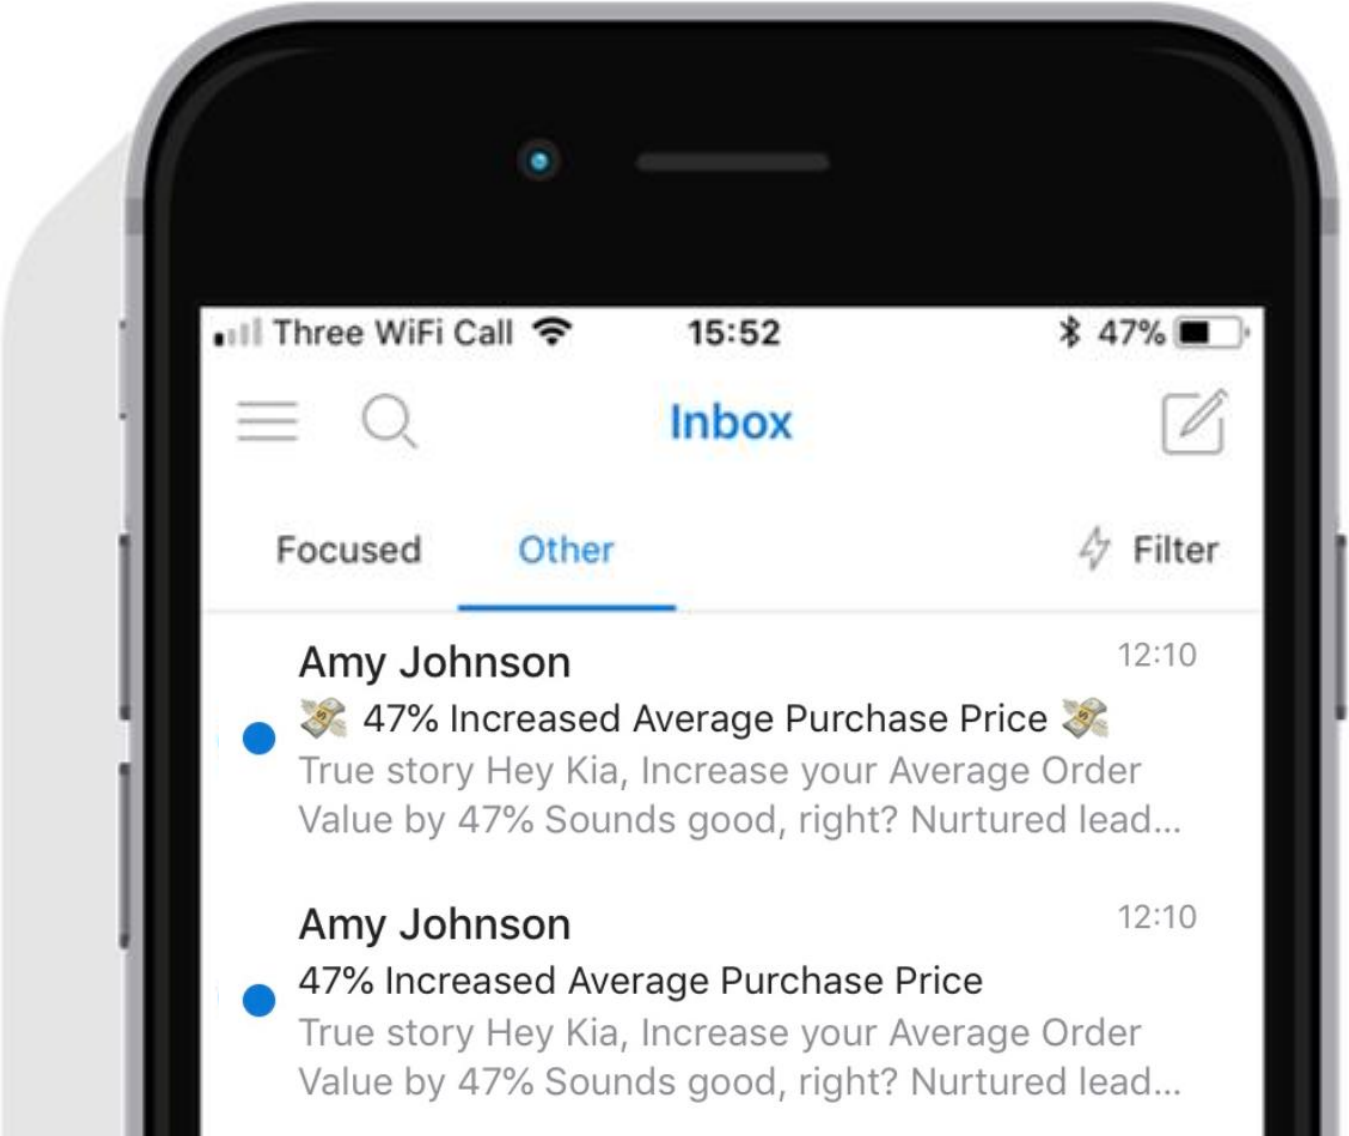 Three WiFi Call 15:52 47%
Inbox
Focused Other Filter
Amy Johnson 12:10
💸 47% Increased Average Purchase Price 💸
True story Hey Kia, Increase your Average Order
Value by 47% Sounds good, right? Nurtured lead...
Amy Johnson 12:10
47% Increased Average Purchase Price
True story Hey Kia, Increase your Average Order
Value by 47% Sounds good, right? Nurtured lead...